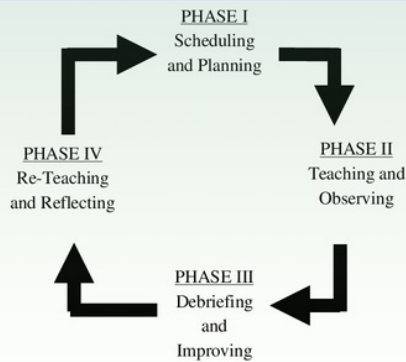 PHASE I
Scheduling
and Planning
PHASE II
Teaching and
Observing
PHASE III
Debriefing
and
Improving
PHASE IV
Re-Teaching
and Reflecting